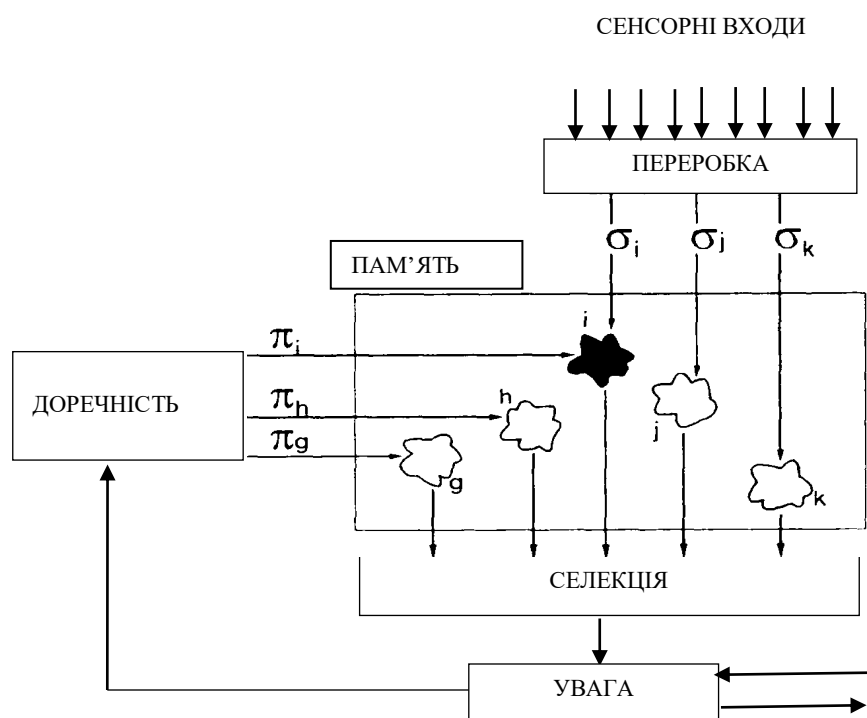 СЕНСОРНІ ВХОДИ
ПЕРЕРОБКА
σi σj σk
ПАМ’ЯТЬ
i
πi
ДОРЕЧНІСТЬ
h
πh
j
πg
g
k
СЕЛЕКЦІЯ
УВАГА